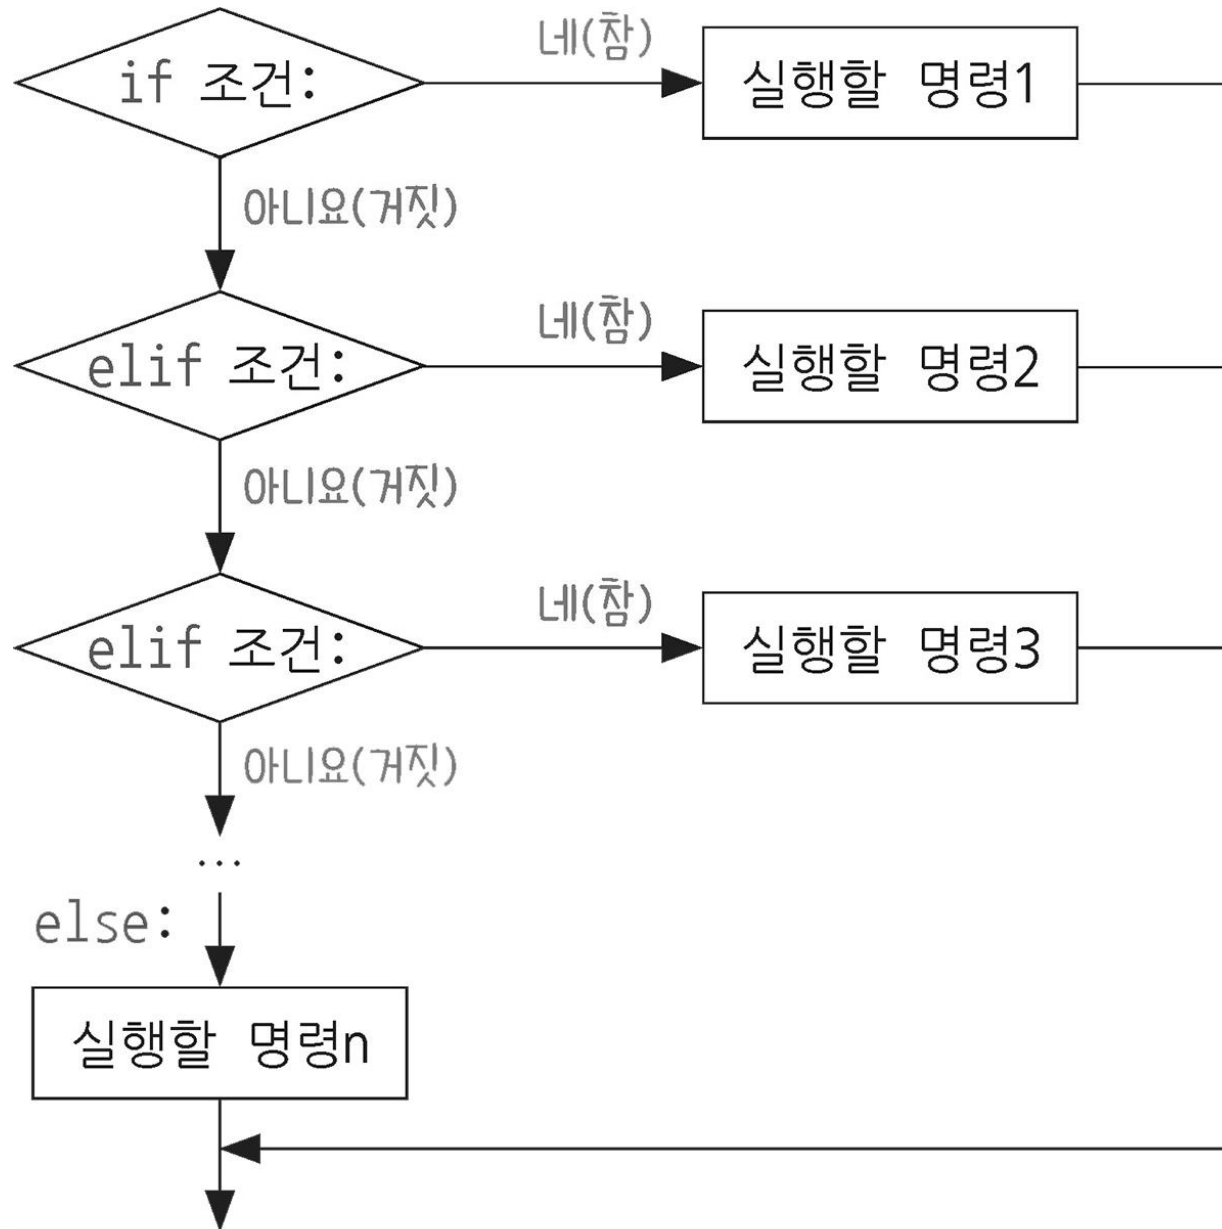 if 조건:
네(참)
실행할 명령1
아니요(거짓)
elif 조건:
네(참)
실행할 명령2
아니요(거짓)
elif 조건:
네(참)
실행할 명령3
아니요(거짓)
...
else:
실행할 명령n